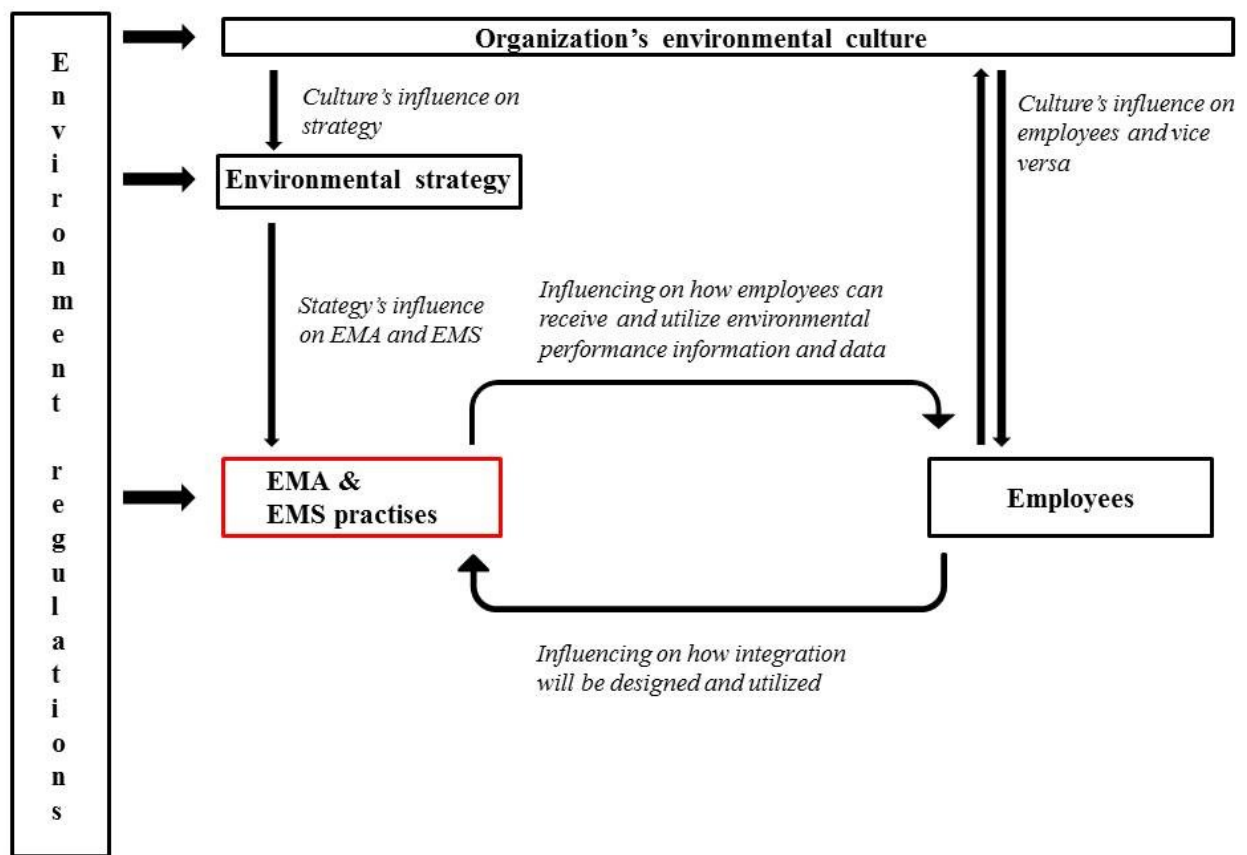 Environment regulations
Organization's environmental culture
Culture's influence on
strategy
Culture's influence on
employees and vice
versa
Environmental strategy
Stategy's influence
on EMA and EMS
Influencing on how employees can
receive and utilize environmental
performance information and data
EMA &
EMS practises
Employees
Influencing on how integration
will be designed and utilized